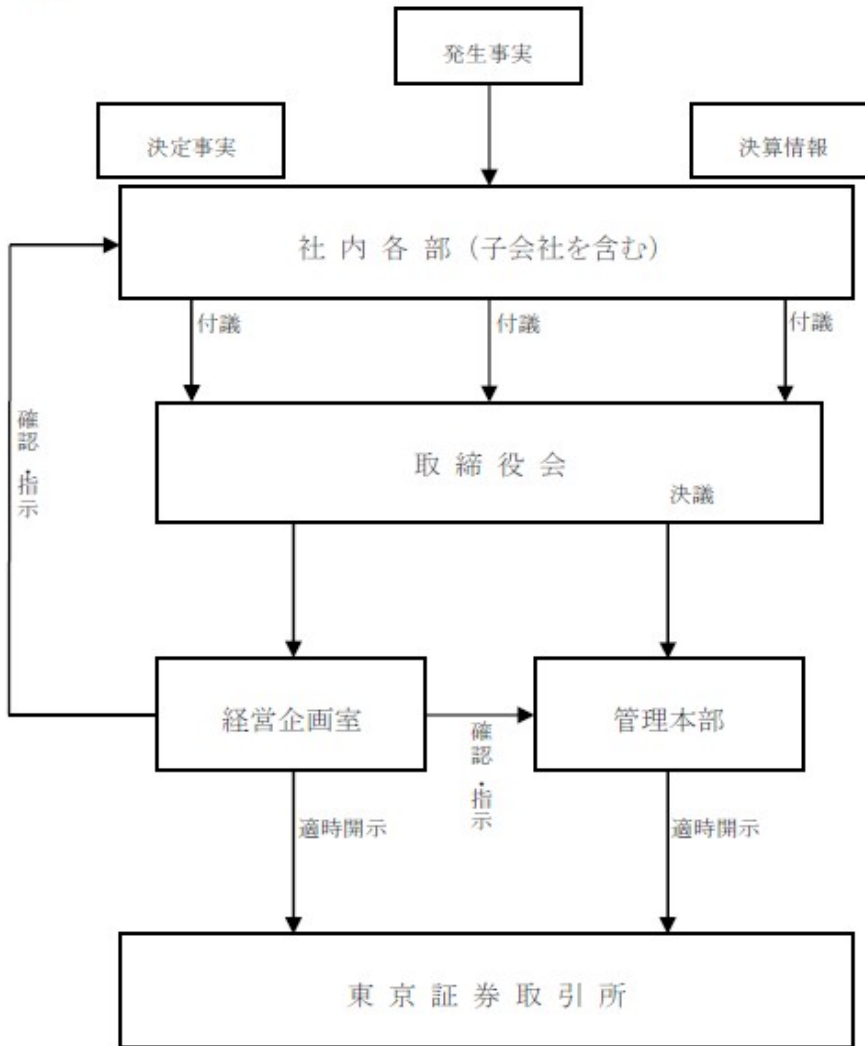 発生事実
決定事実
決算情報
社内各部（子会社を含む）
付議
付議
付議
取締役会
決議
確認・指示
経営企画室
確認・指示
管理本部
適時開示
適時開示
東京証券取引所